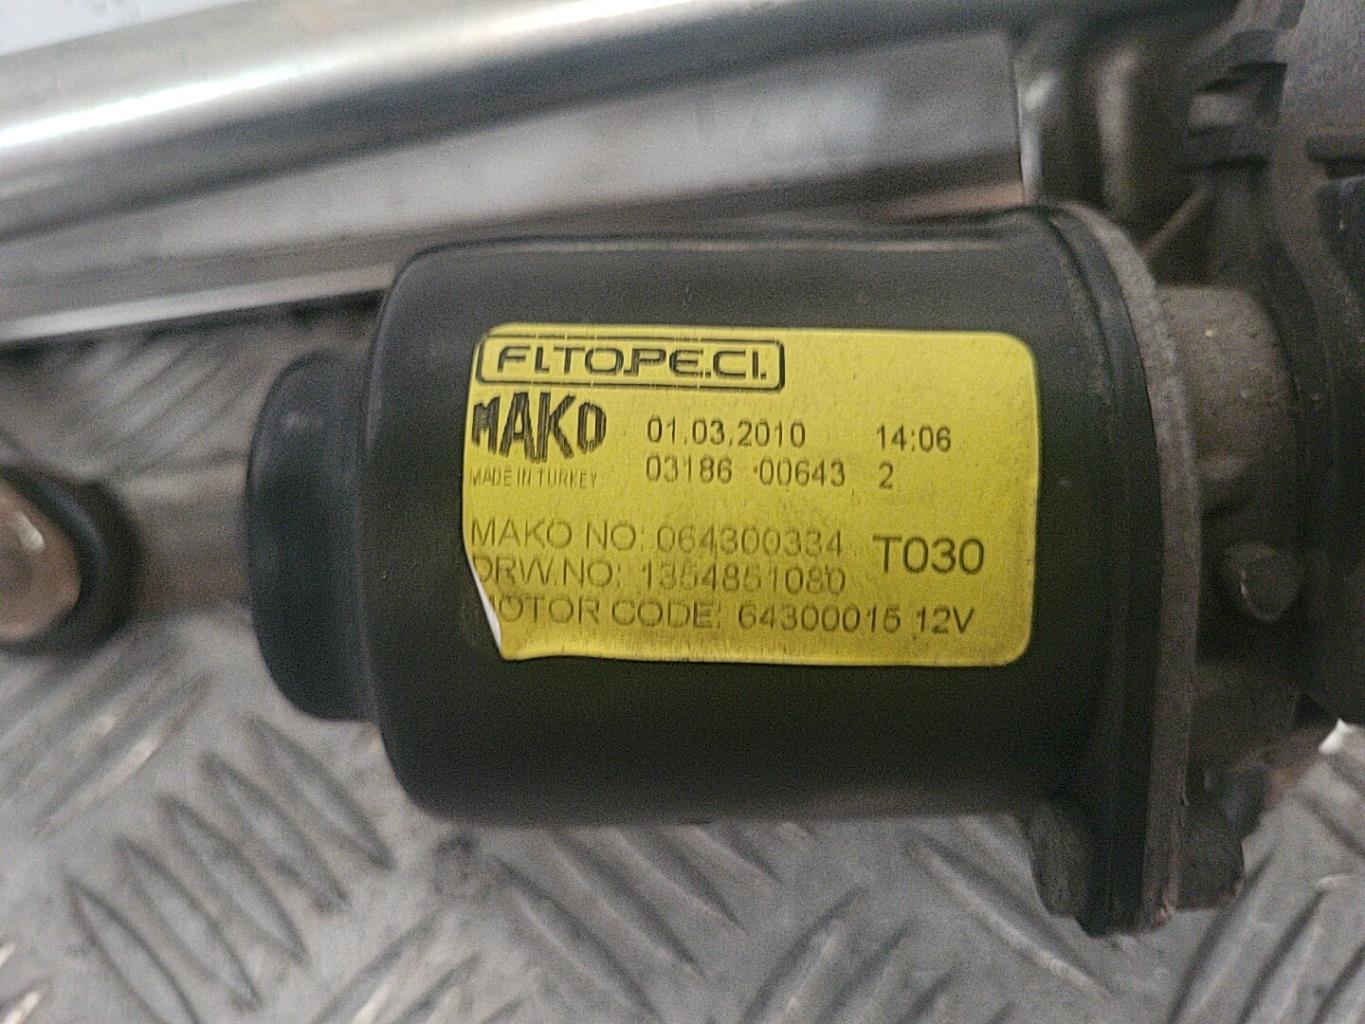 F.I.TO.PE.C.I.
MAKO 01.03.2010 14:06
MADE IN TURKEY 03186 00643 2
MAKO NO: 064300334 T030
DRW.NO: 1354851080
MOTOR CODE: 64300015 12V